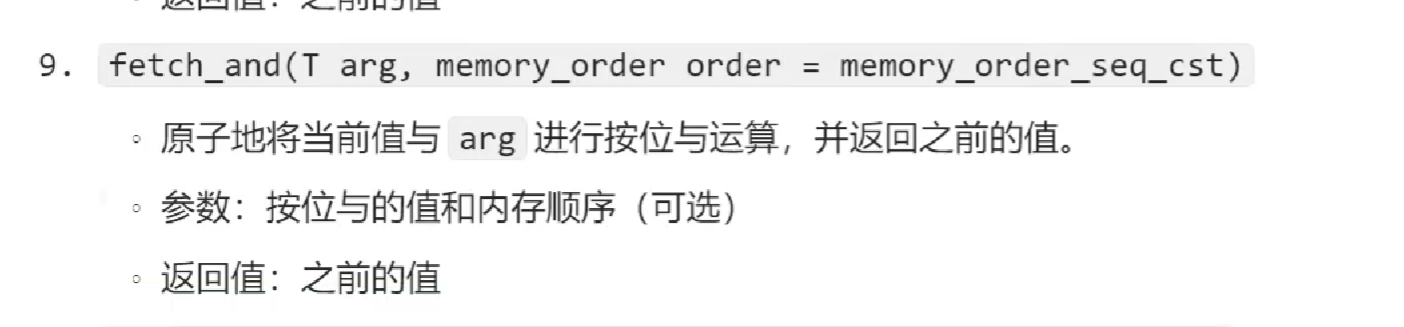 返回值：之前的值
9. fetch_and(T arg, memory_order order = memory_order_seq_cst)
◦ 原子地将当前值与 arg 进行按位与运算，并返回之前的值。
◦ 参数：按位与的值和内存顺序（可选）
◦ 返回值：之前的值